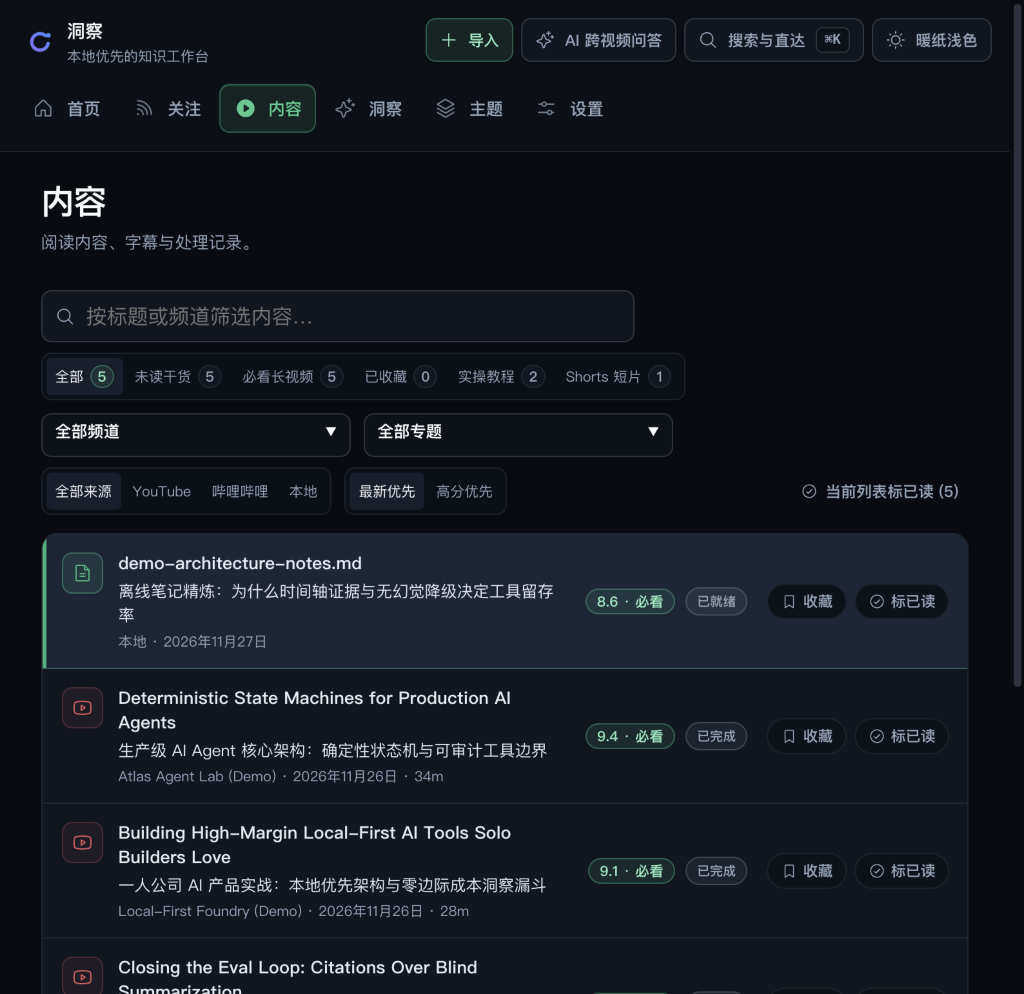 洞察
本地优先的知识工作台
导入
AI 跨视频问答
搜索与直达 ⌘K
暖纸浅色
首页
关注
内容
洞察
主题
设置
内容
阅读内容、字幕与处理记录。
按标题或频道筛选内容…
全部 5
未读干货 5
必看长视频 5
已收藏 0
实操教程 2
Shorts 短片 1
全部频道
全部专题
全部来源
YouTube
哔哩哔哩
本地
最新优先
高分优先
当前列表标已读 (5)
demo-architecture-notes.md
离线笔记精炼：为什么时间轴证据与无幻觉降级决定工具留存
率
本地 · 2026年11月27日
8.6 · 必看
已就绪
收藏
标已读
Deterministic State Machines for Production AI
Agents
生产级 AI Agent 核心架构：确定性状态机与可审计工具边界
Atlas Agent Lab (Demo) · 2026年11月26日 · 34m
9.4 · 必看
已完成
收藏
标已读
Building High-Margin Local-First AI Tools Solo
Builders Love
一人公司 AI 产品实战：本地优先架构与零边际成本洞察漏斗
Local-First Foundry (Demo) · 2026年11月26日 · 28m
9.1 · 必看
已完成
收藏
标已读
Closing the Eval Loop: Citations Over Blind
Summarization